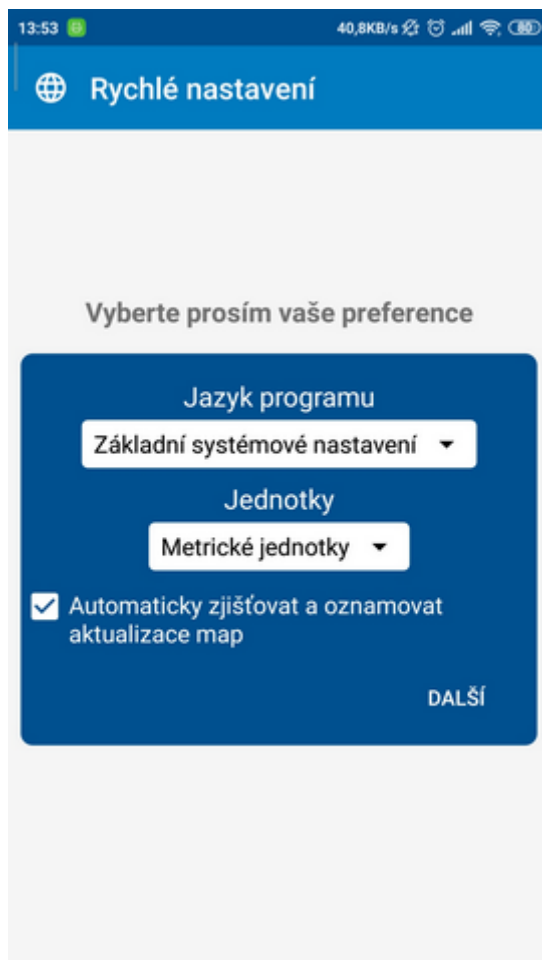 13:53 40,8KB/s 80
Rychlé nastavení
Vyberte prosím vaše preference
Jazyk programu
Základní systémové nastavení
Jednotky
Metrické jednotky
Automaticky zjišťovat a oznamovat
aktualizace map
DALŠÍ